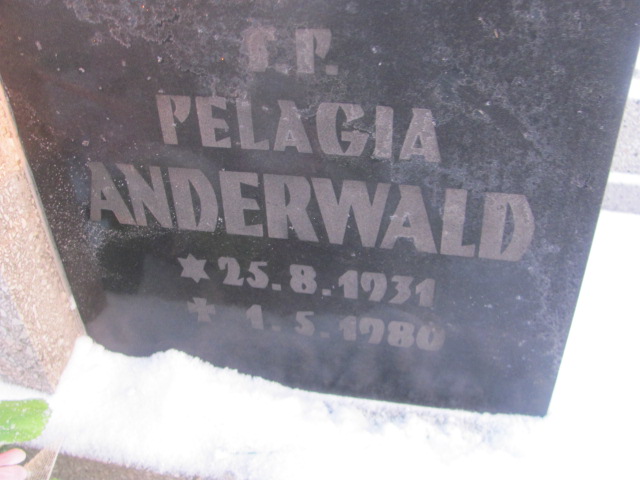 Ś.P.
PELAGIA
ANDERWALD
* 25.8.1931
✝ 1.5.1980